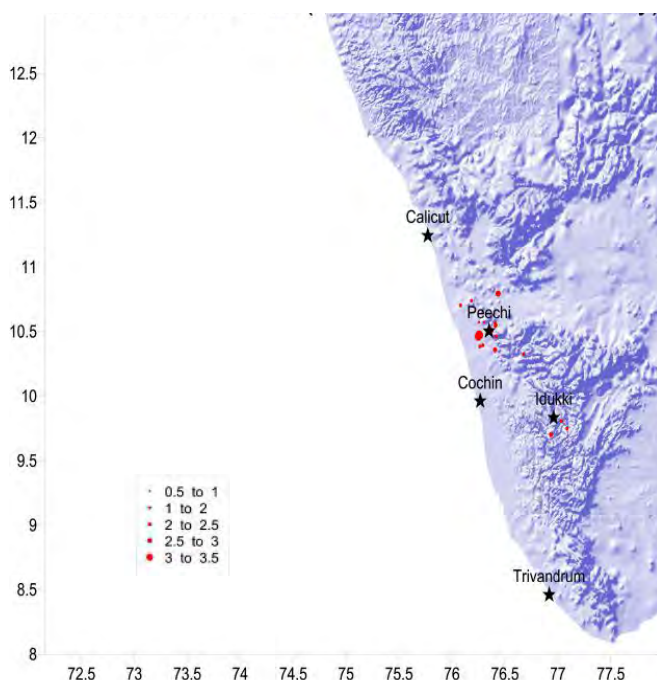 12.5
12
11.5
Calicut
11
Peechi
10.5
10
Cochin
Idukki
9.5
0.5 to 1
1 to 2
2 to 2.5
2.5 to 3
3 to 3.5
9
8.5
Trivandrum
8
72.5 73 73.5 74 74.5 75 75.5 76 76.5 77 77.5